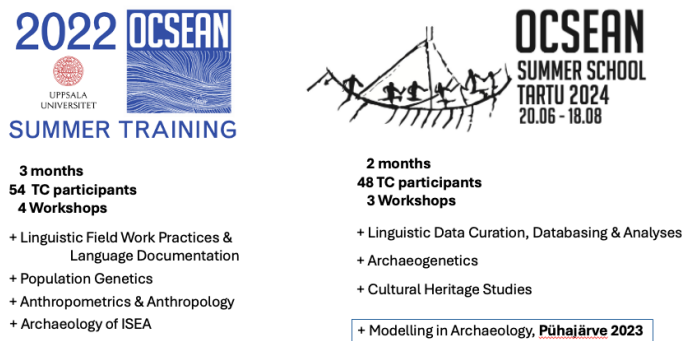 2022 OCSEAN
UPPSALA
UNIVERSITET
SUMMER TRAINING
3 months
54 TC participants
4 Workshops
+ Linguistic Field Work Practices &
Language Documentation
+ Population Genetics
+ Anthropometrics & Anthropology
+ Archaeology of ISEA
OCSEAN
SUMMER SCHOOL
TARTU 2024
20.06 - 18.08
2 months
48 TC participants
3 Workshops
+ Linguistic Data Curation, Databasing & Analyses
+ Archaeogenetics
+ Cultural Heritage Studies
+ Modelling in Archaeology, Pühajärve 2023